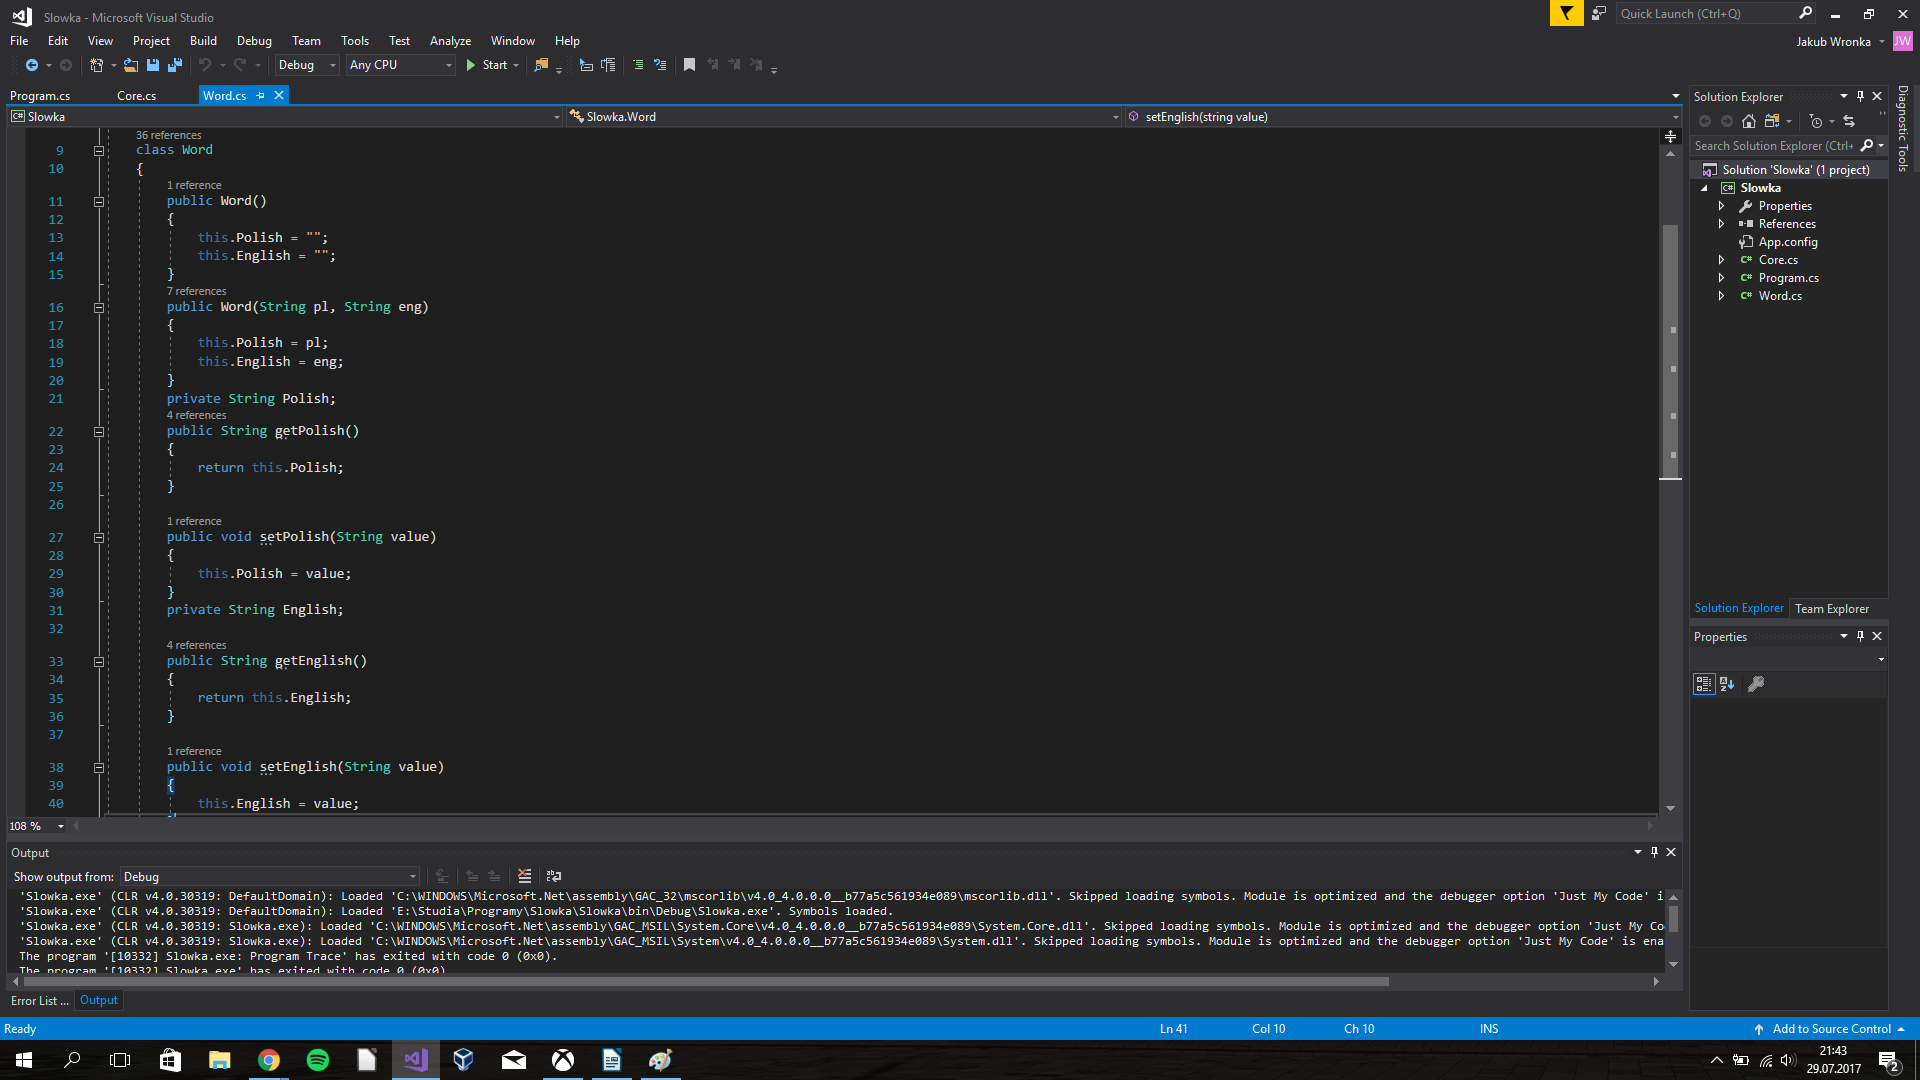 Slowka - Microsoft Visual Studio
Quick Launch (Ctrl+Q)
File Edit View Project Build Debug Team Tools Test Analyze Window Help
Jakub Wronka JW
Debug Any CPU Start
Program.cs Core.cs Word.cs
Slowka Slowka.Word setEnglish(string value)
36 references
9 class Word
10 {
1 reference
11 public Word()
12 {
13 this.Polish = "";
14 this.English = "";
15 }
7 references
16 public Word(String pl, String eng)
17 {
18 this.Polish = pl;
19 this.English = eng;
20 }
21 private String Polish;
4 references
22 public String getPolish()
23 {
24 return this.Polish;
25 }
26
1 reference
27 public void setPolish(String value)
28 {
29 this.Polish = value;
30 }
31 private String English;
32
4 references
33 public String getEnglish()
34 {
35 return this.English;
36 }
37
1 reference
38 public void setEnglish(String value)
39 {
40 this.English = value;
108 %
Solution Explorer
Search Solution Explorer (Ctrl+
Solution 'Slowka' (1 project)
Slowka
Properties
References
App.config
Core.cs
Program.cs
Word.cs
Solution Explorer Team Explorer
Properties
Diagnostic Tools
Output
Show output from: Debug
'Slowka.exe' (CLR v4.0.30319: DefaultDomain): Loaded 'C:\WINDOWS\Microsoft.Net\assembly\GAC_32\mscorlib\v4.0_4.0.0.0__b77a5c561934e089\mscorlib.dll'. Skipped loading symbols. Module is optimized and the debugger option 'Just My Code' i
'Slowka.exe' (CLR v4.0.30319: DefaultDomain): Loaded 'E:\Studia\Programy\Slowka\Slowka\bin\Debug\Slowka.exe'. Symbols loaded.
'Slowka.exe' (CLR v4.0.30319: Slowka.exe): Loaded 'C:\WINDOWS\Microsoft.Net\assembly\GAC_MSIL\System.Core\v4.0_4.0.0.0__b77a5c561934e089\System.Core.dll'. Skipped loading symbols. Module is optimized and the debugger option 'Just My Co
'Slowka.exe' (CLR v4.0.30319: Slowka.exe): Loaded 'C:\WINDOWS\Microsoft.Net\assembly\GAC_MSIL\System\v4.0_4.0.0.0__b77a5c561934e089\System.dll'. Skipped loading symbols. Module is optimized and the debugger option 'Just My Code' is ena
The program '[10332] Slowka.exe: Program Trace' has exited with code 0 (0x0).
The program '[10332] Slowka.exe' has exited with code 0 (0x0).
Error List ... Output
Ready Ln 41 Col 10 Ch 10 INS Add to Source Control
21:43
29.07.2017
2